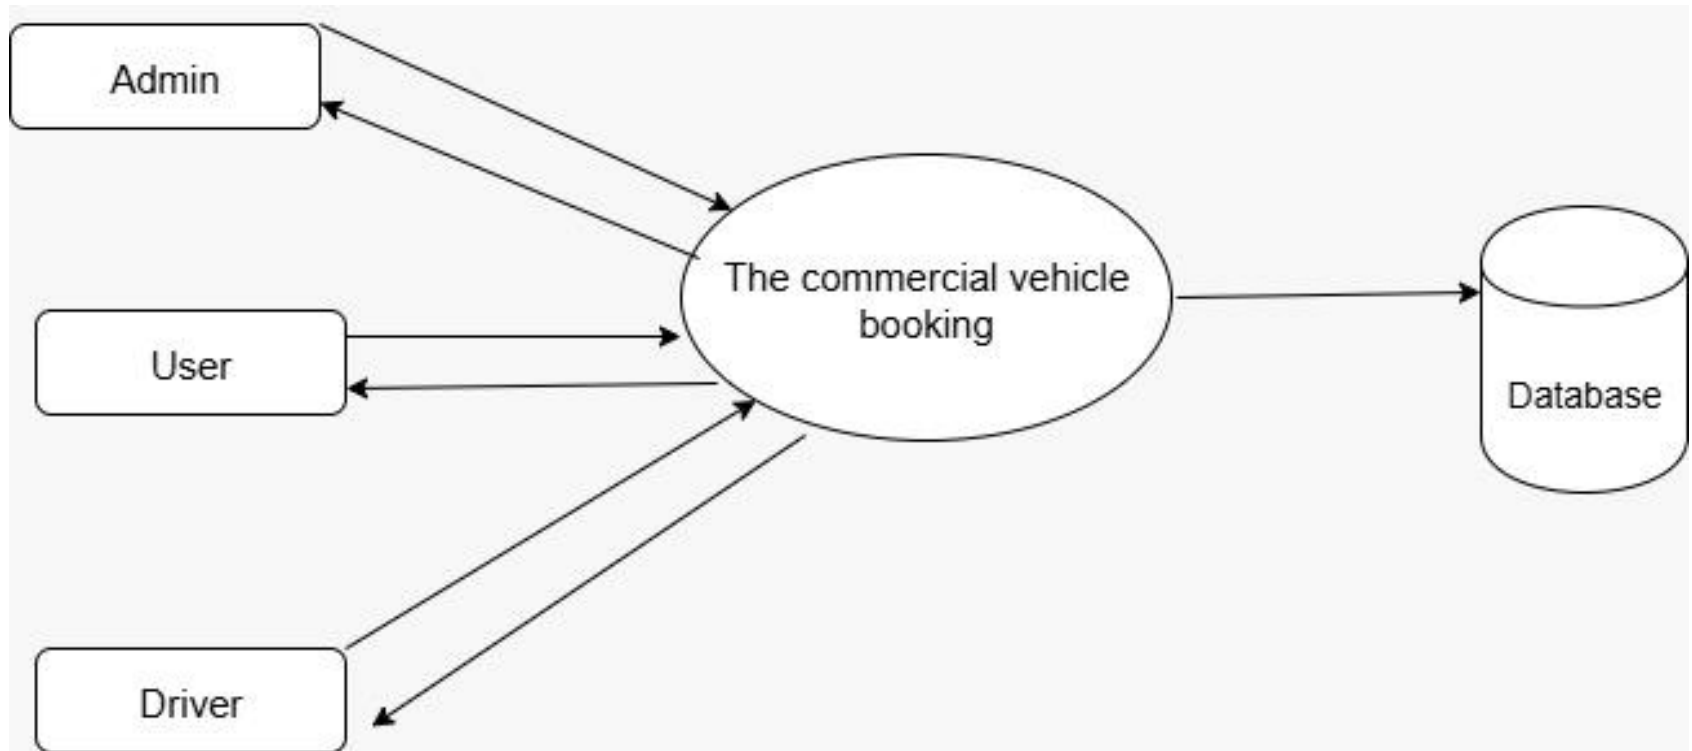 Admin
The commercial vehicle
booking
User
Database
Driver